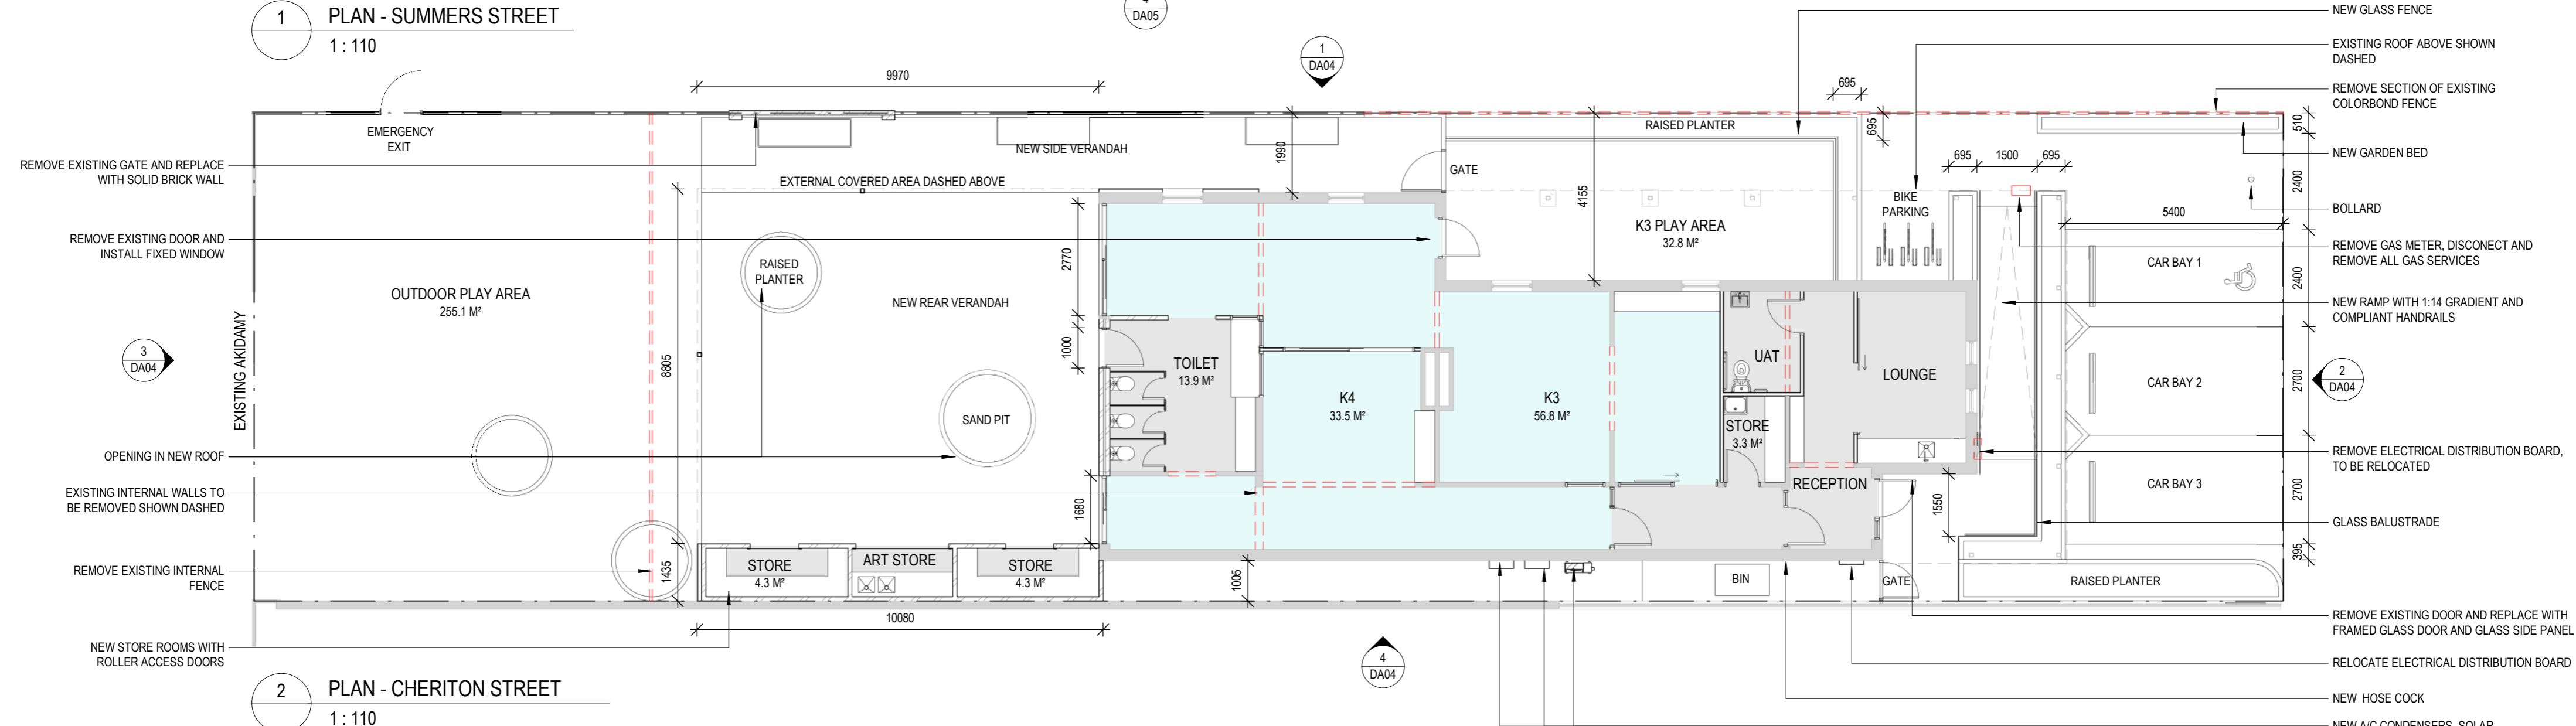 1
PLAN - SUMMERS STREET
1 : 110
DA05
1
DA04
NEW GLASS FENCE
EXISTING ROOF ABOVE SHOWN
DASHED
REMOVE SECTION OF EXISTING
COLORBOND FENCE
NEW GARDEN BED
BOLLARD
REMOVE GAS METER, DISCONECT AND
REMOVE ALL GAS SERVICES
NEW RAMP WITH 1:14 GRADIENT AND
COMPLIANT HANDRAILS
2
DA04
REMOVE ELECTRICAL DISTRIBUTION BOARD,
TO BE RELOCATED
GLASS BALUSTRADE
REMOVE EXISTING DOOR AND REPLACE WITH
FRAMED GLASS DOOR AND GLASS SIDE PANEL
RELOCATE ELECTRICAL DISTRIBUTION BOARD
NEW HOSE COCK
NEW A/C CONDENSERS, SOLAR
REMOVE EXISTING GATE AND REPLACE
WITH SOLID BRICK WALL
REMOVE EXISTING DOOR AND
INSTALL FIXED WINDOW
3
DA04
EXISTING AKIDAMY
OPENING IN NEW ROOF
EXISTING INTERNAL WALLS TO
BE REMOVED SHOWN DASHED
REMOVE EXISTING INTERNAL
FENCE
NEW STORE ROOMS WITH
ROLLER ACCESS DOORS
EMERGENCY
EXIT
OUTDOOR PLAY AREA
255.1 M²
9970
NEW SIDE VERANDAH
EXTERNAL COVERED AREA DASHED ABOVE
RAISED
PLANTER
NEW REAR VERANDAH
SAND PIT
8805
1435
2770
1000
1680
1990
1005
10080
STORE
4.3 M²
ART STORE
STORE
4.3 M²
TOILET
13.9 M²
K4
33.5 M²
K3
56.8 M²
GATE
RAISED PLANTER
4155
K3 PLAY AREA
32.8 M²
695
695
BIKE
PARKING
UAT
STORE
3.3 M²
LOUNGE
RECEPTION
1550
GATE
BIN
695
1500
695
5400
510
2400
2400
2700
2700
395
CAR BAY 1
CAR BAY 2
CAR BAY 3
RAISED PLANTER
4
DA04
2
PLAN - CHERITON STREET
1 : 110